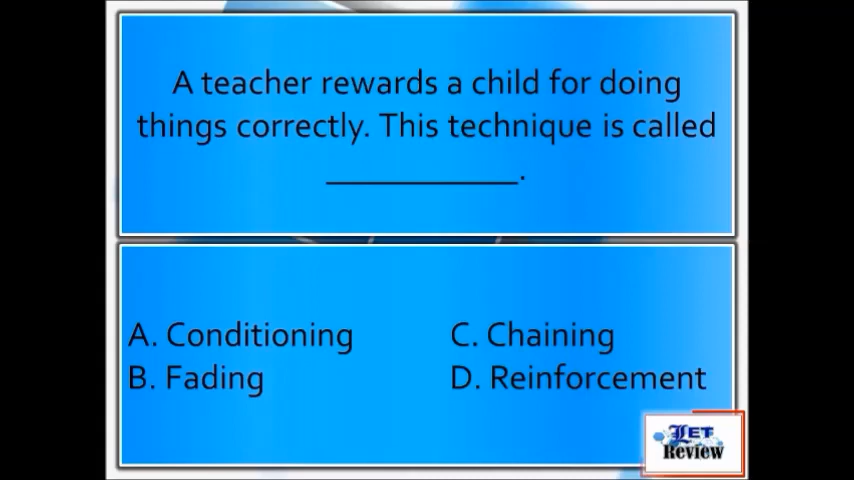 A teacher rewards a child for doing
things correctly. This technique is called
____________.
A. Conditioning
B. Fading
C. Chaining
D. Reinforcement
LET
Review